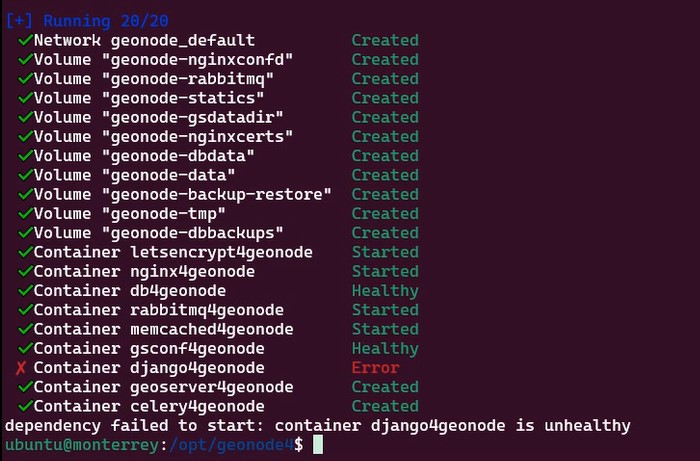 [+] Running 20/20
✓Network geonode_default Created
✓Volume "geonode-nginxconfd" Created
✓Volume "geonode-rabbitmq" Created
✓Volume "geonode-statics" Created
✓Volume "geonode-gsdatadir" Created
✓Volume "geonode-nginxcerts" Created
✓Volume "geonode-dbdata" Created
✓Volume "geonode-data" Created
✓Volume "geonode-backup-restore" Created
✓Volume "geonode-tmp" Created
✓Volume "geonode-dbbackups" Created
✓Container letsencrypt4geonode Started
✓Container nginx4geonode Started
✓Container db4geonode Healthy
✓Container rabbitmq4geonode Started
✓Container memcached4geonode Started
✓Container gsconf4geonode Healthy
✗ Container django4geonode Error
✓Container geoserver4geonode Created
✓Container celery4geonode Created
dependency failed to start: container django4geonode is unhealthy
ubuntu@monterrey:/opt/geonode4$